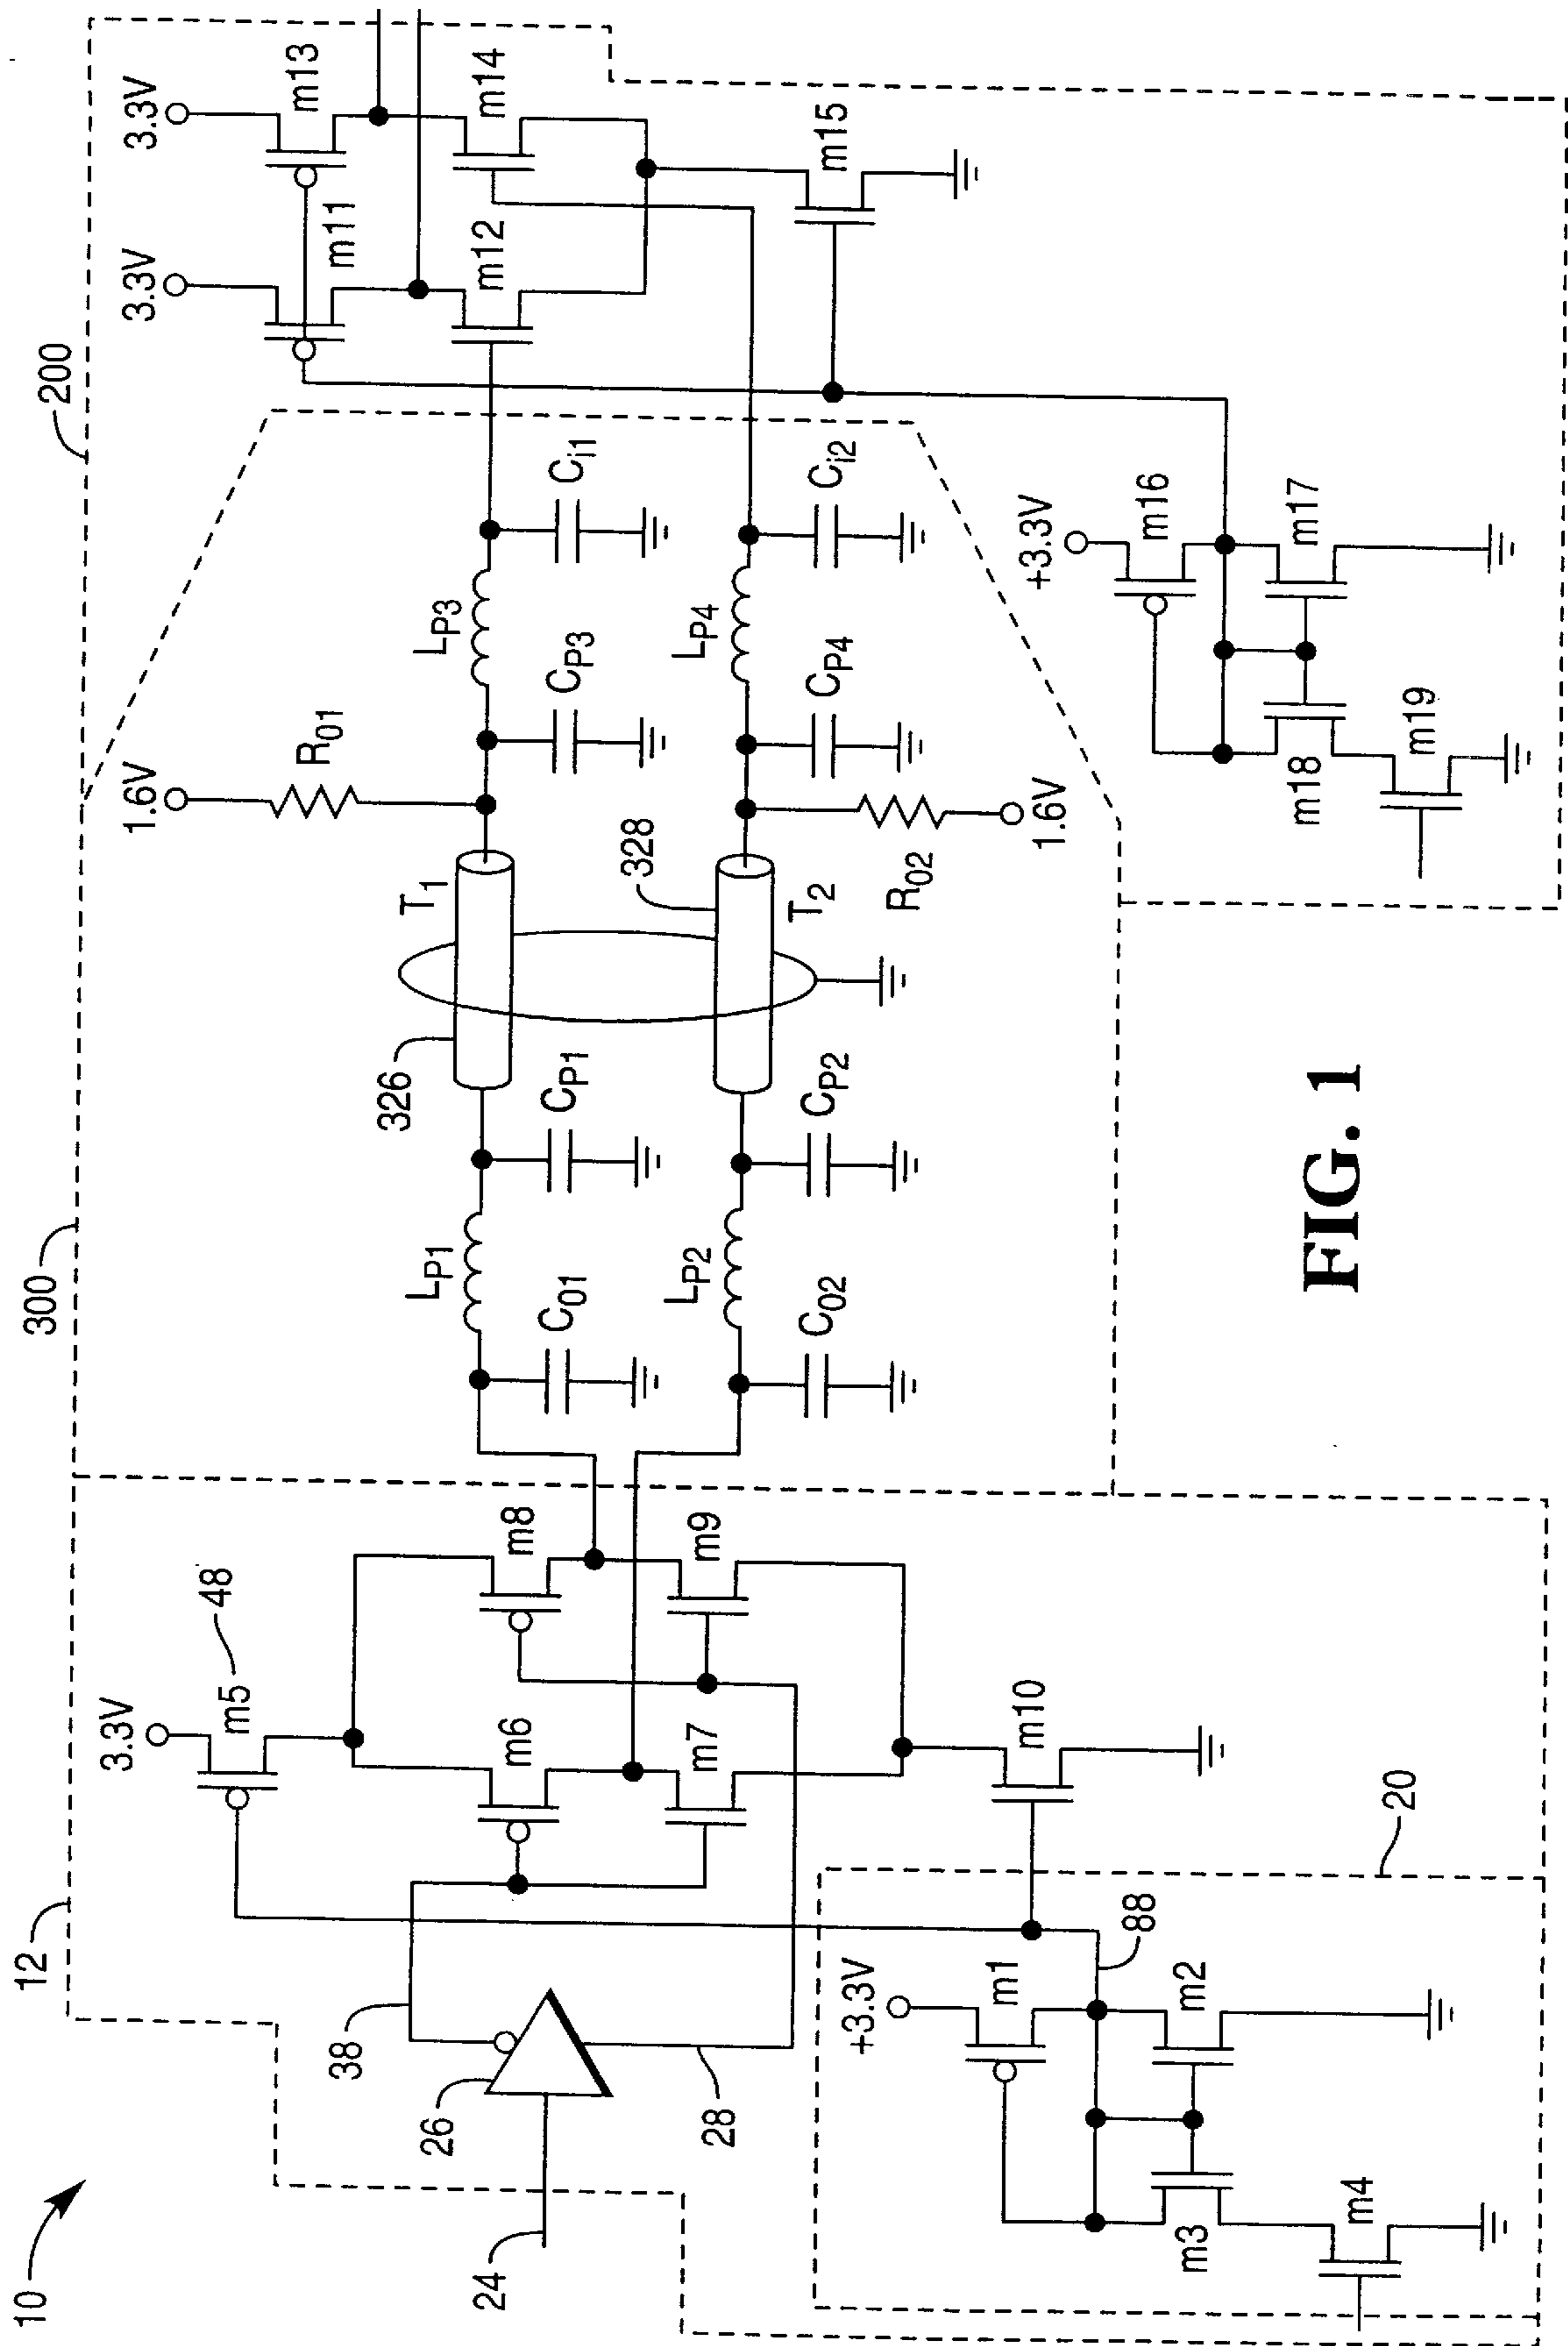 10
12
300
200
3.3V
m5
48
38
26
24
28
m6
m7
m8
m9
m10
+3.3V
m1
m2
m3
m4
88
20
LP1
C01
CP1
326
T1
1.6V
R01
LP3
CP3
Ci1
LP2
C02
CP2
328
T2
R02
1.6V
LP4
CP4
Ci2
3.3V
3.3V
m11
m13
m12
m14
m15
+3.3V
m16
m17
m18
m19
FIG. 1